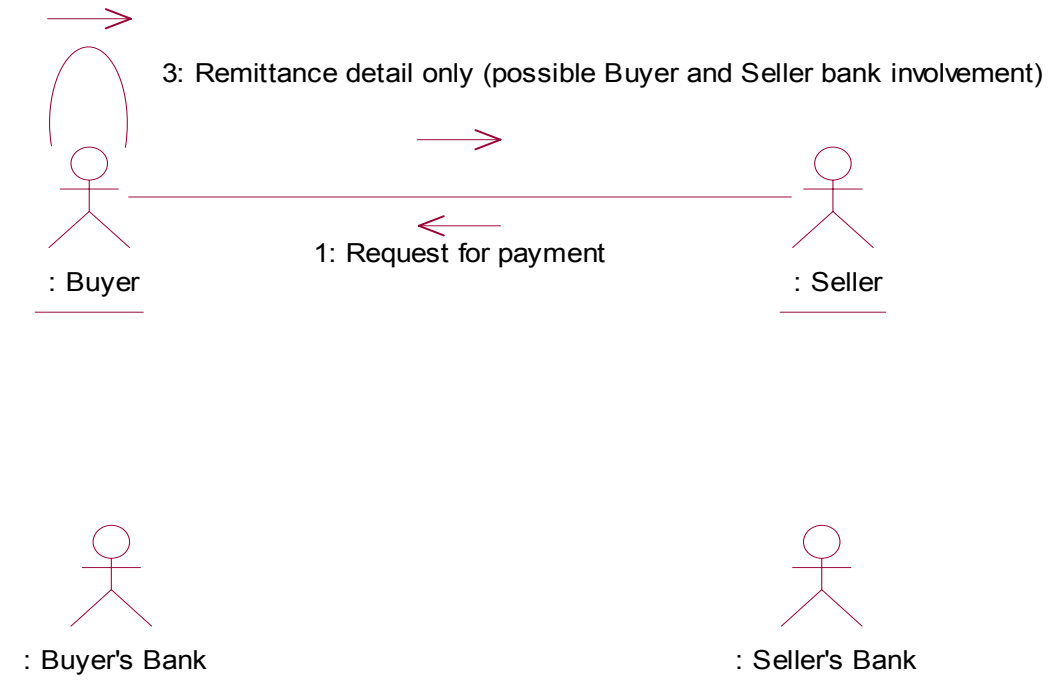 3: Remittance detail only (possible Buyer and Seller bank involvement)
1: Request for payment
: Buyer
: Seller
: Buyer's Bank
: Seller's Bank